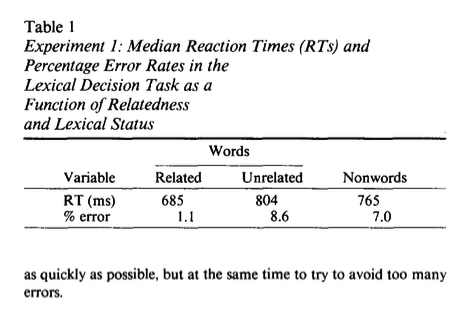 Table 1
Experiment 1: Median Reaction Times (RTs) and
Percentage Error Rates in the
Lexical Decision Task as a
Function of Relatedness
and Lexical Status
Words
Variable Related Unrelated Nonwords
RT (ms) 685 804 765
% error 1.1 8.6 7.0
as quickly as possible, but at the same time to try to avoid too many
errors.